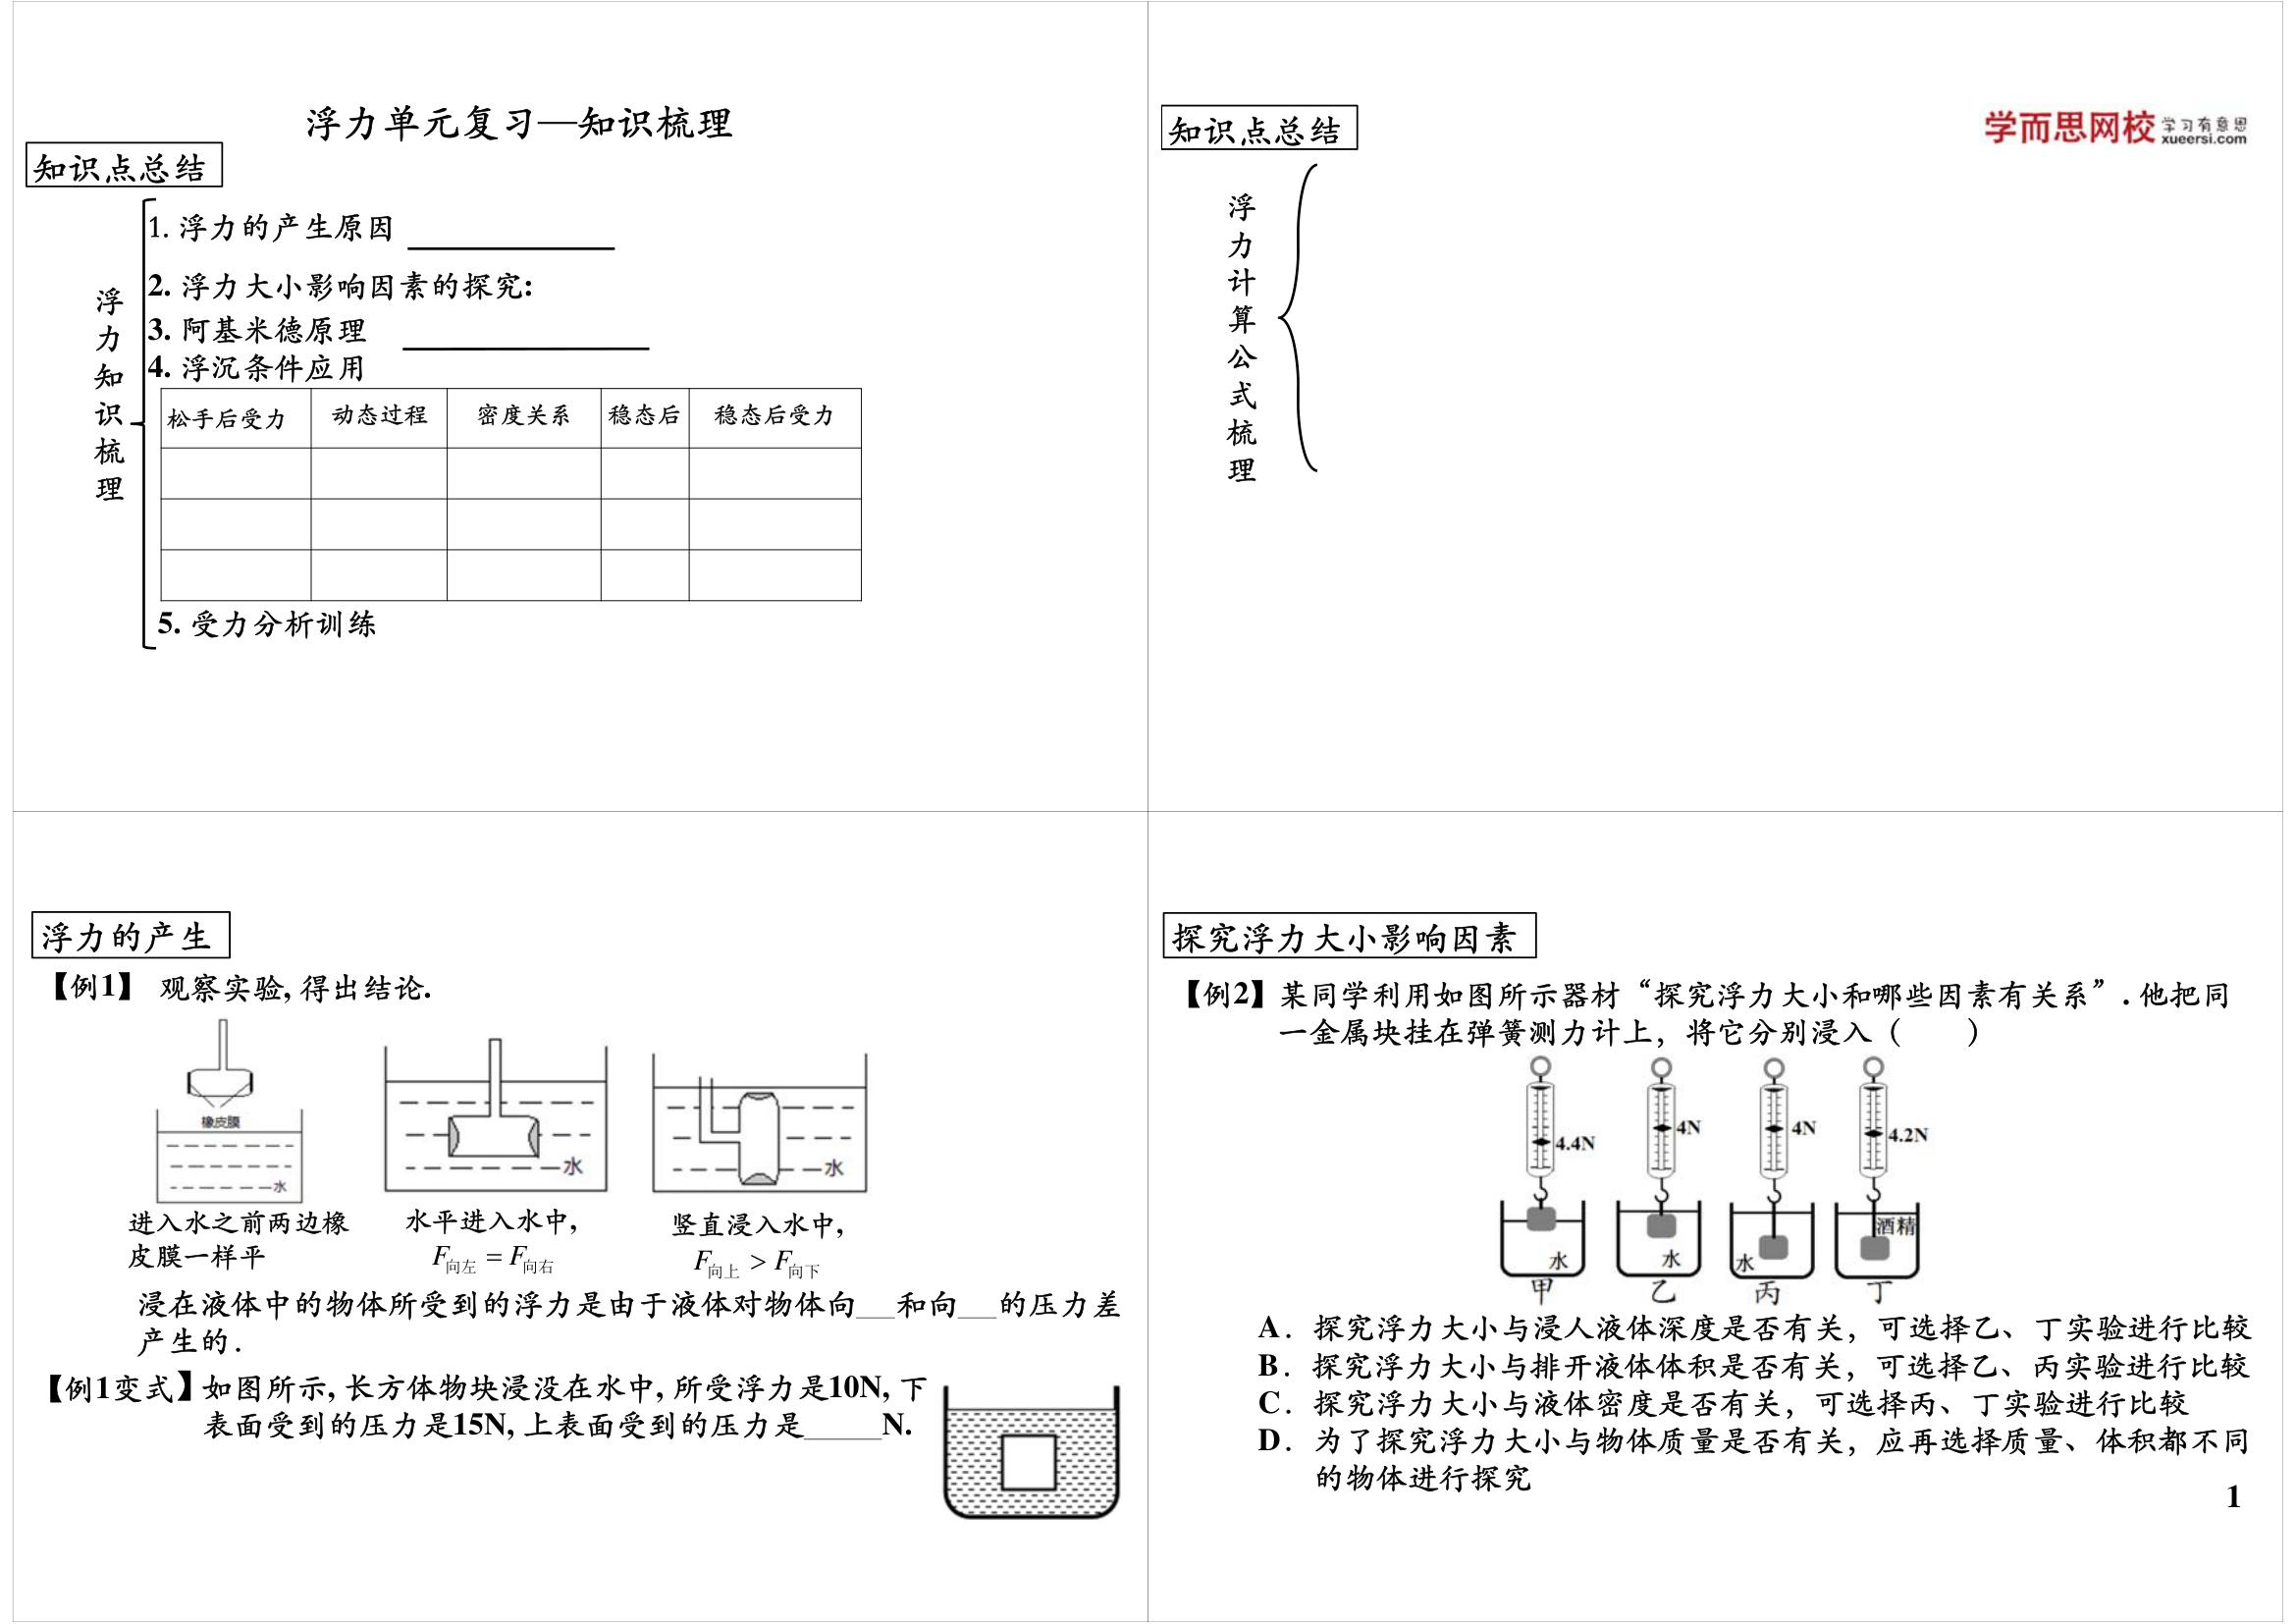 浮力单元复习—知识梳理
知识点总结
浮力知识梳理
1. 浮力的产生原因
2. 浮力大小影响因素的探究:
3. 阿基米德原理
4. 浮沉条件应用
松手后受力 动态过程 密度关系 稳态后 稳态后受力
5. 受力分析训练
知识点总结
学而思网校 学习有意思
xueersi.com
浮力计算公式梳理
浮力的产生
【例1】 观察实验, 得出结论.
橡皮膜
水
水
水
进入水之前两边橡
皮膜一样平
水平进入水中,
F向左 = F向右
竖直浸入水中,
F向上 > F向下
浸在液体中的物体所受到的浮力是由于液体对物体向___和向___的压力差
产生的.
【例1变式】如图所示, 长方体物块浸没在水中, 所受浮力是10N, 下
表面受到的压力是15N, 上表面受到的压力是______N.
探究浮力大小影响因素
【例2】某同学利用如图所示器材“探究浮力大小和哪些因素有关系”. 他把同
一金属块挂在弹簧测力计上，将它分别浸入（　　）
4.4N 4N 4N 4.2N
水 水 水 酒精
甲 乙 丙 丁
A．探究浮力大小与浸人液体深度是否有关，可选择乙、丁实验进行比较
B．探究浮力大小与排开液体体积是否有关，可选择乙、丙实验进行比较
C．探究浮力大小与液体密度是否有关，可选择丙、丁实验进行比较
D．为了探究浮力大小与物体质量是否有关，应再选择质量、体积都不同
的物体进行探究
1